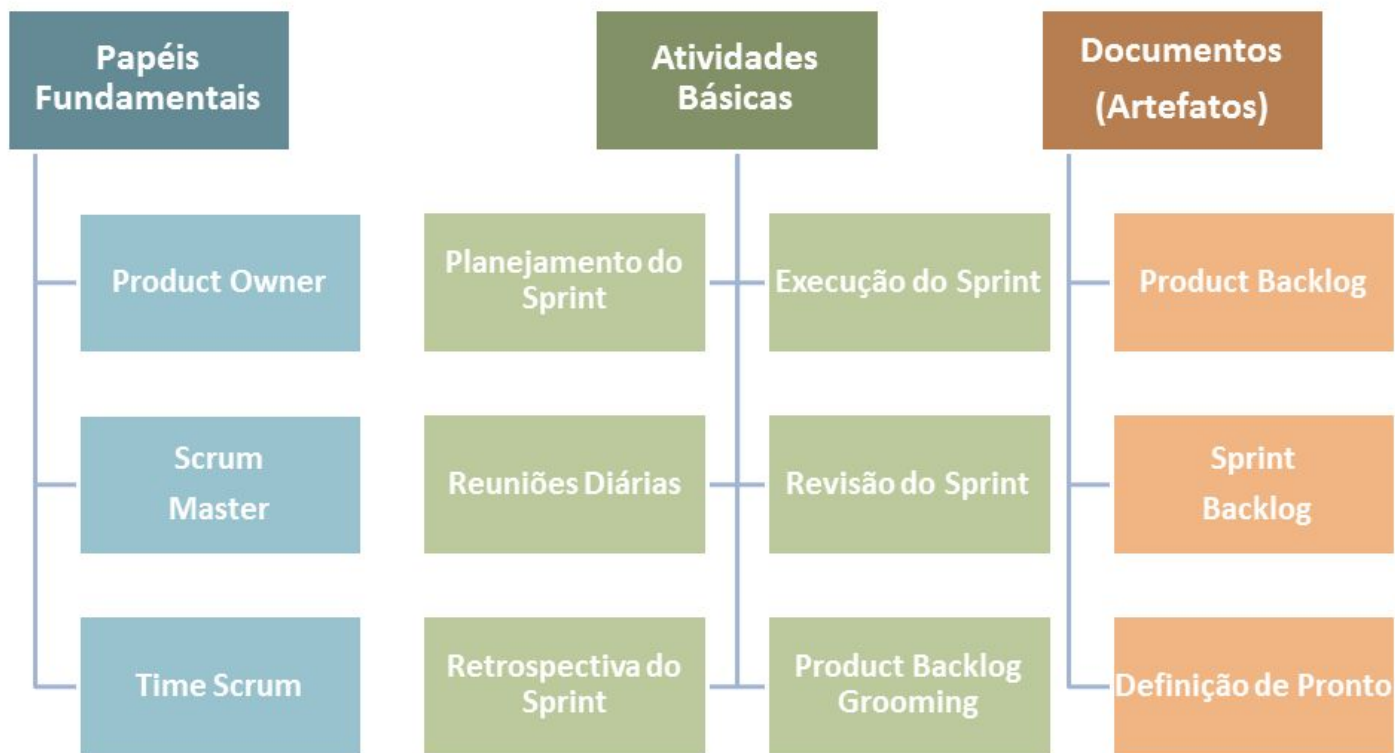 Papéis
Fundamentais
Product Owner
Scrum
Master
Time Scrum
Atividades
Básicas
Planejamento do
Sprint
Execução do Sprint
Reuniões Diárias
Revisão do Sprint
Retrospectiva do
Sprint
Product Backlog
Grooming
Documentos
(Artefatos)
Product Backlog
Sprint
Backlog
Definição de Pronto